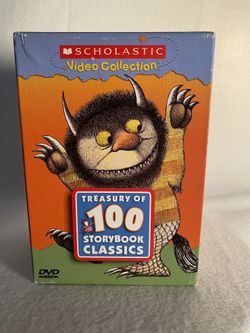 SCHOLASTIC
Video Collection
TREASURY OF
100
STORYBOOK
CLASSICS
DVD